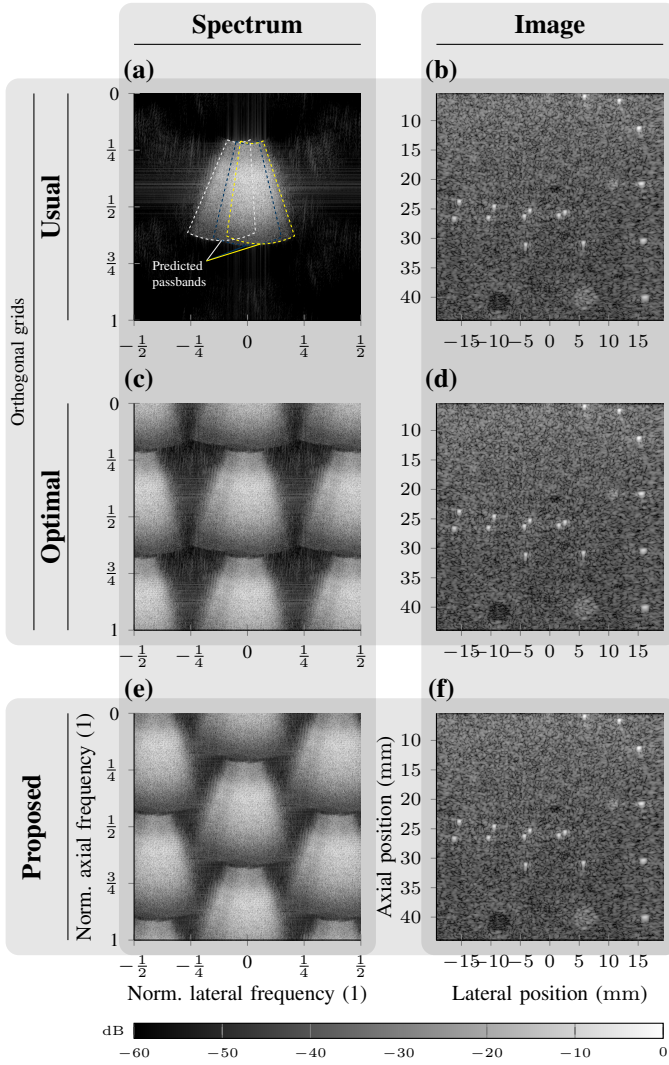 Spectrum
Image
(a)
(b)
Orthogonal grids
Usual
0
1/4
1/2
3/4
1
Predicted
passbands
−1/2 −1/4 0 1/4 1/2
5
10
15
20
25
30
35
40
−15 −10 −5 0 5 10 15
(c)
(d)
Optimal
0
1/4
1/2
3/4
1
−1/2 −1/4 0 1/4 1/2
5
10
15
20
25
30
35
40
−15 −10 −5 0 5 10 15
(e)
(f)
Proposed
Norm. axial frequency (1)
0
1/4
1/2
3/4
1
−1/2 −1/4 0 1/4 1/2
Norm. lateral frequency (1)
Axial position (mm)
5
10
15
20
25
30
35
40
−15 −10 −5 0 5 10 15
Lateral position (mm)
dB
−60 −50 −40 −30 −20 −10 0